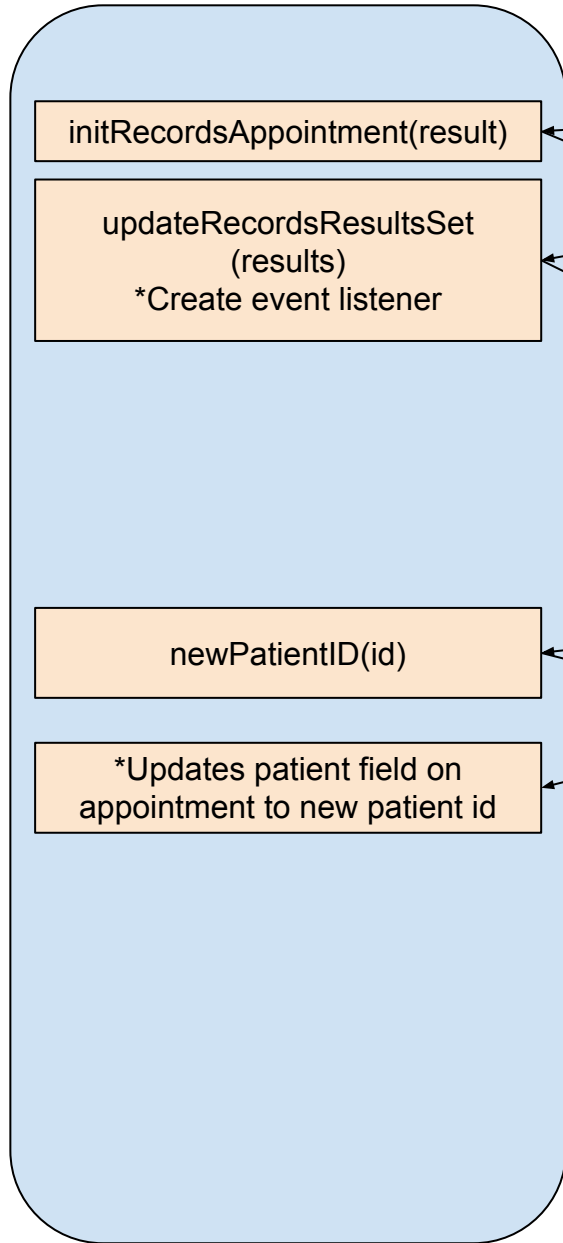 initRecordsAppointment(result)
updateRecordsResultsSet
(results)
*Create event listener
newPatientID(id)
*Updates patient field on
appointment to new patient id